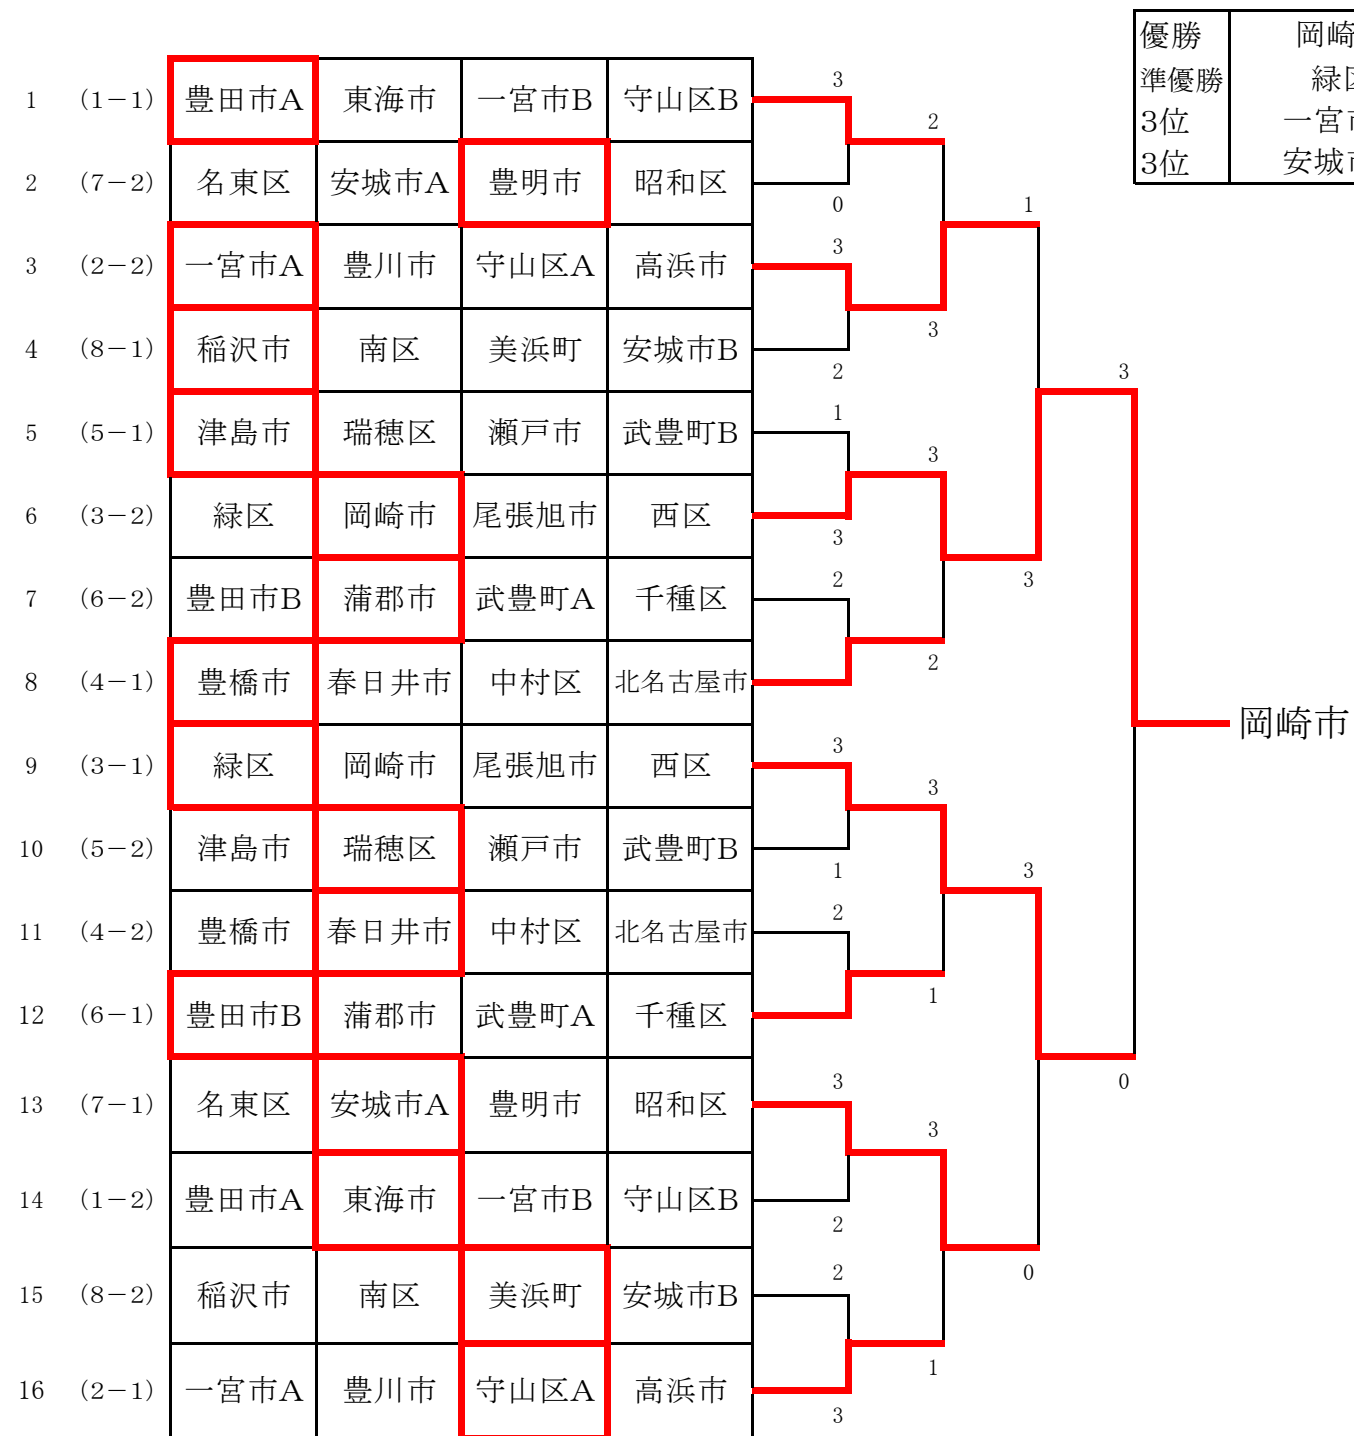 優勝 岡崎
準優勝 緑区
3位 一宮市
3位 安城市
1 (1-1) 豊田市A 東海市 一宮市B 守山区B 3
2
2 (7-2) 名東区 安城市A 豊明市 昭和区 0
1
3 (2-2) 一宮市A 豊川市 守山区A 高浜市 3
3
4 (8-1) 稲沢市 南区 美浜町 安城市B 2
3
5 (5-1) 津島市 瑞穂区 瀬戸市 武豊町B 1
3
6 (3-2) 緑区 岡崎市 尾張旭市 西区 3
3
7 (6-2) 豊田市B 蒲郡市 武豊町A 千種区 2
2
8 (4-1) 豊橋市 春日井市 中村区 北名古屋市
岡崎市
9 (3-1) 緑区 岡崎市 尾張旭市 西区 3
3
10 (5-2) 津島市 瑞穂区 瀬戸市 武豊町B 1
3
11 (4-2) 豊橋市 春日井市 中村区 北名古屋市 2
1
12 (6-1) 豊田市B 蒲郡市 武豊町A 千種区
0
13 (7-1) 名東区 安城市A 豊明市 昭和区 3
3
14 (1-2) 豊田市A 東海市 一宮市B 守山区B 2
0
15 (8-2) 稲沢市 南区 美浜町 安城市B 2
1
16 (2-1) 一宮市A 豊川市 守山区A 高浜市 3